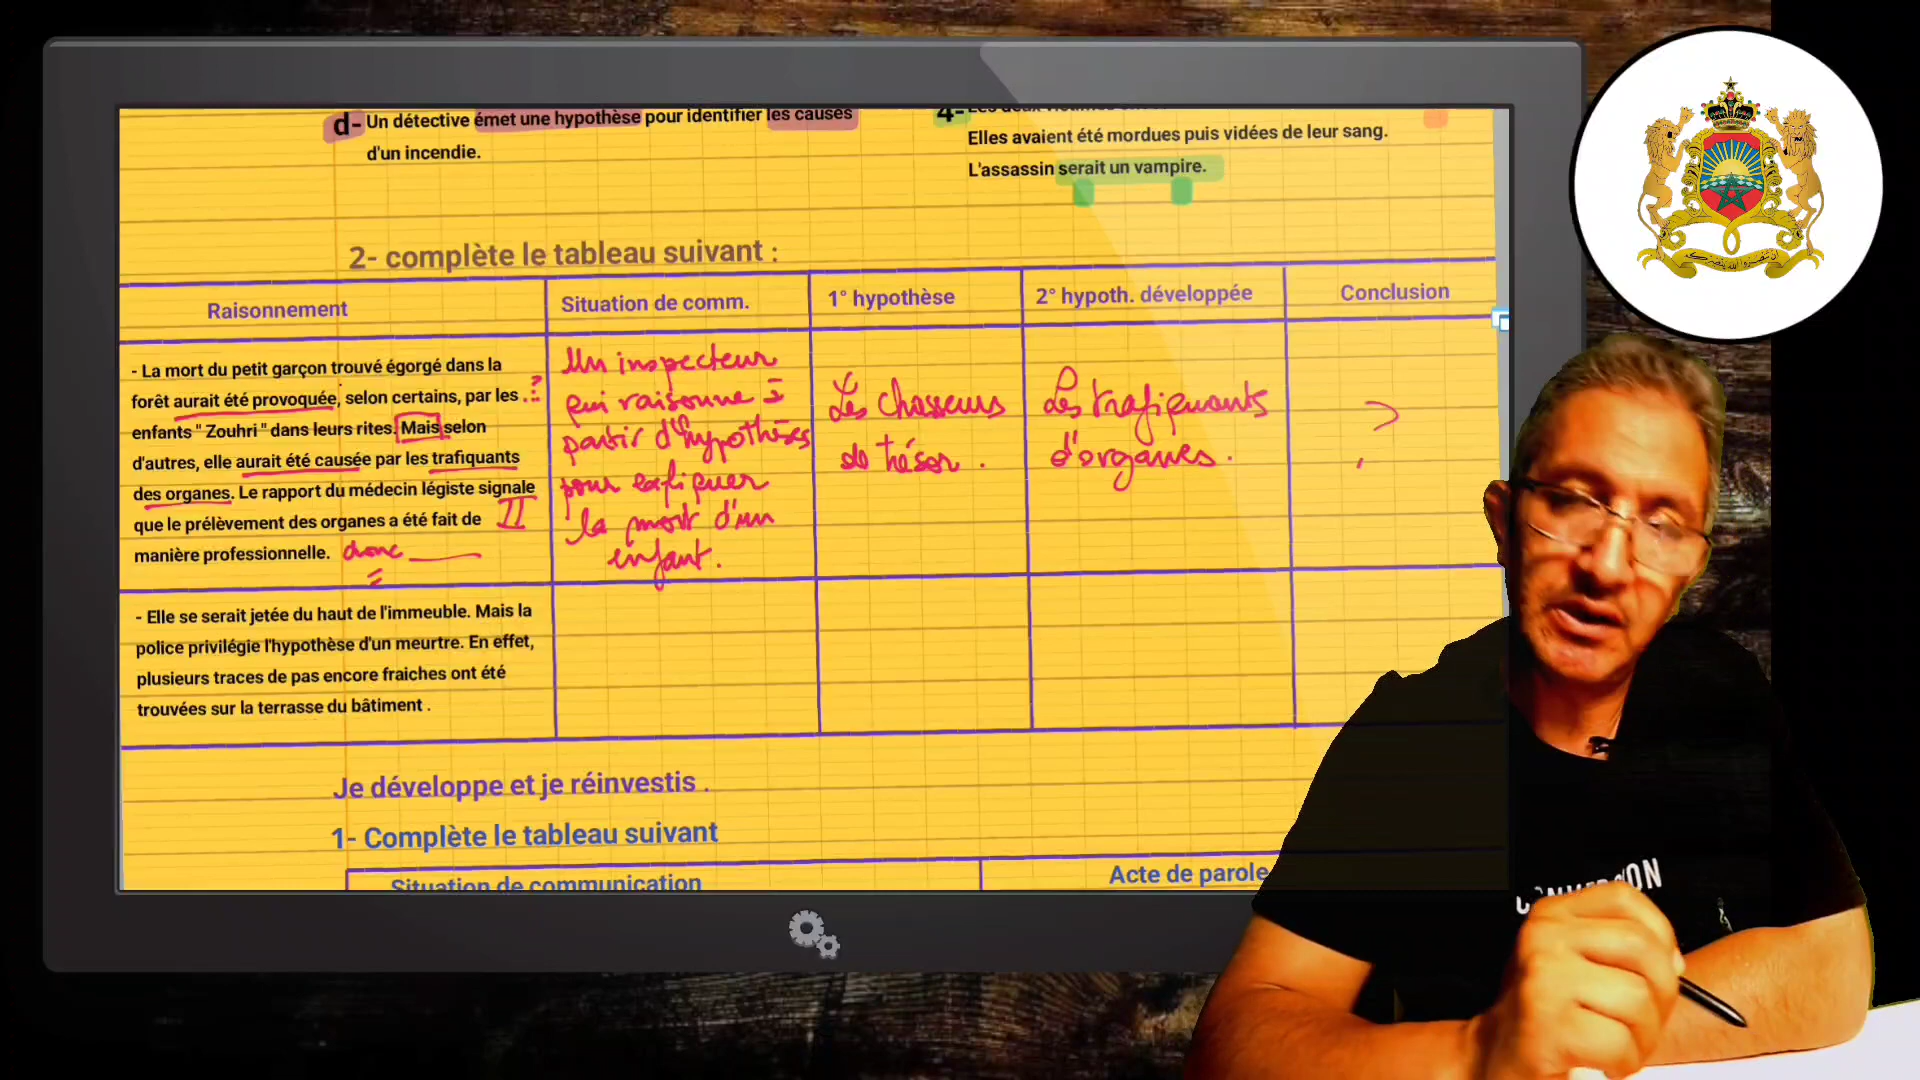 d- Un détective émet une hypothèse pour identifier les causes
d'un incendie.
4-
Elles avaient été mordues puis vidées de leur sang.
L'assassin serait un vampire.
2- complète le tableau suivant :
Raisonnement
Situation de comm.
1° hypothèse
2° hypoth. développée
Conclusion
- La mort du petit garçon trouvé égorgé dans la
forêt aurait été provoquée, selon certains, par les ..?
enfants " Zouhri " dans leurs rites. Mais selon
d'autres, elle aurait été causée par les trafiquants
des organes. Le rapport du médecin légiste signale
que le prélèvement des organes a été fait de II
manière professionnelle. donc
Un inspecteur
qui raisonne à
partir d'hypothèses
pour expliquer
la mort d'un
enfant.
Les chasseurs
de trésor.
Les trafiquants
d'organes.
- Elle se serait jetée du haut de l'immeuble. Mais la
police privilégie l'hypothèse d'un meurtre. En effet,
plusieurs traces de pas encore fraiches ont été
trouvées sur la terrasse du bâtiment .
Je développe et je réinvestis .
1- Complète le tableau suivant
Situation de communication
Acte de parole